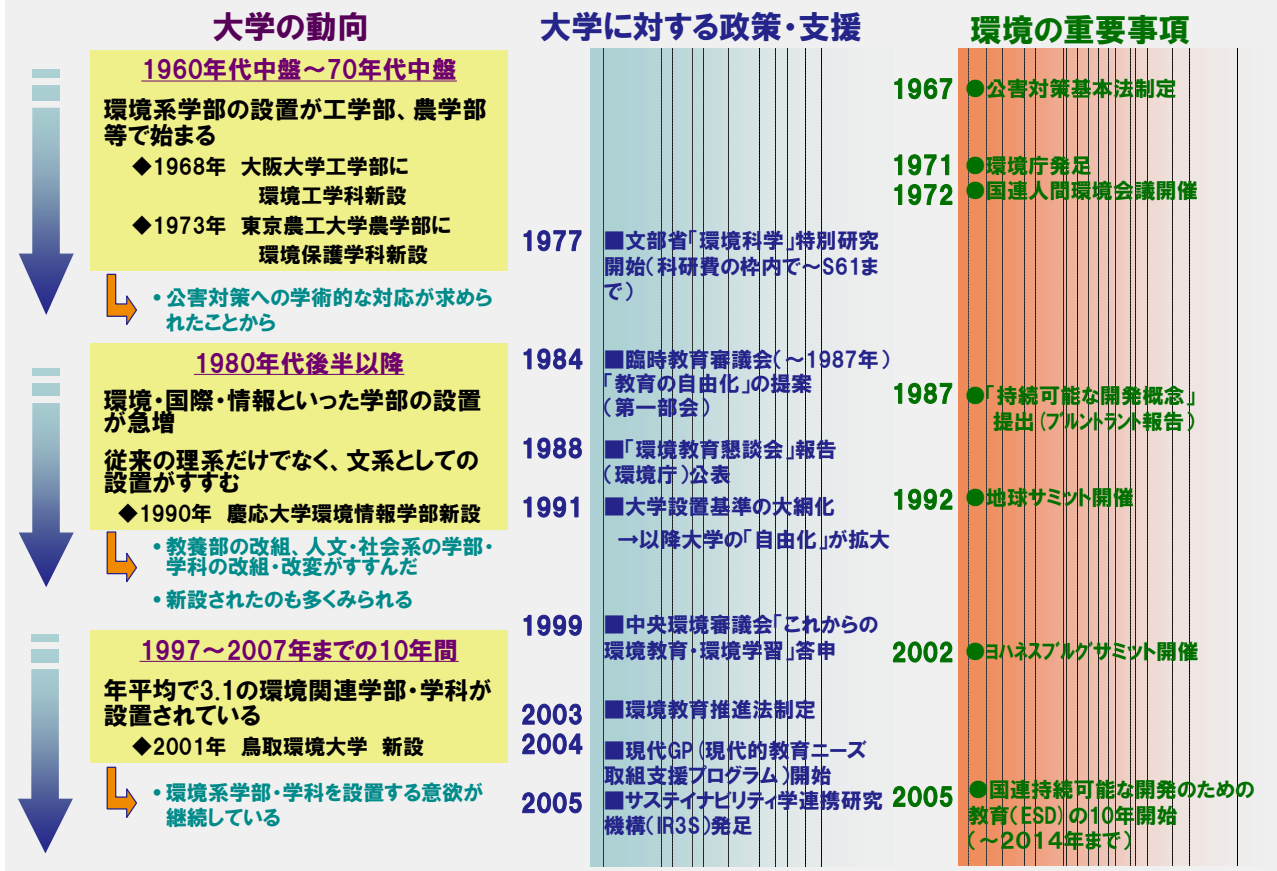 大学の動向
1960年代中盤～70年代中盤
環境系学部の設置が工学部、農学部
等で始まる
◆1968年 大阪大学工学部に
環境工学科新設
◆1973年 東京農工大学農学部に
環境保護学科新設
・公害対策への学術的な対応が求めら
れたことから
1980年代後半以降
環境・国際・情報といった学部の設置
が急増
従来の理系だけでなく、文系としての
設置がすすむ
◆1990年 慶応大学環境情報学部新設
・教養部の改組、人文・社会系の学部・
学科の改組・改変がすすんだ
・新設されたのも多くみられる
1997～2007年までの10年間
年平均で3.1の環境関連学部・学科が
設置されている
◆2001年 鳥取環境大学 新設
・環境系学部・学科を設置する意欲が
継続している
大学に対する政策・支援
1977 ■文部省「環境科学」特別研究
開始(科研費の枠内で～S61ま
で)
1984 ■臨時教育審議会(～1987年)
「教育の自由化」の提案
(第一部会)
1988 ■「環境教育懇談会」報告
(環境庁)公表
1991 ■大学設置基準の大綱化
→以降大学の「自由化」が拡大
1999 ■中央環境審議会「これからの
環境教育・環境学習」答申
2003 ■環境教育推進法制定
2004 ■現代GP(現代的教育ニーズ
取組支援プログラム)開始
2005 ■サステイナビリティ学連携研究
機構(IR3S)発足
環境の重要事項
1967 ●公害対策基本法制定
1971 ●環境庁発足
1972 ●国連人間環境会議開催
1987 ●「持続可能な開発概念」
提出(ブルントラント報告)
1992 ●地球サミット開催
2002 ●ヨハネスブルグサミット開催
2005 ●国連持続可能な開発のための
教育(ESD)の10年開始
(～2014年まで)